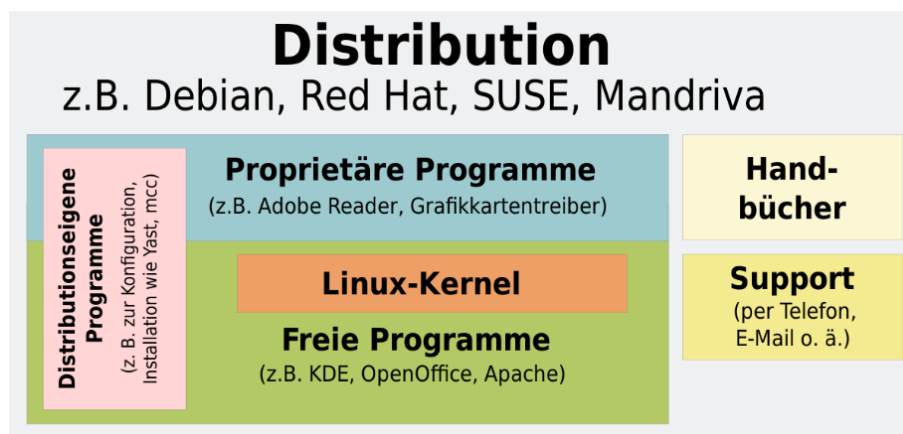 Distribution
z.B. Debian, Red Hat, SUSE, Mandriva
Distributionseigene
Programme
(z. B. zur Konfiguration,
Installation wie Yast, mcc)
Proprietäre Programme
(z.B. Adobe Reader, Grafikkartentreiber)
Linux-Kernel
Freie Programme
(z.B. KDE, OpenOffice, Apache)
Hand-
bücher
Support
(per Telefon,
E-Mail o. ä.)